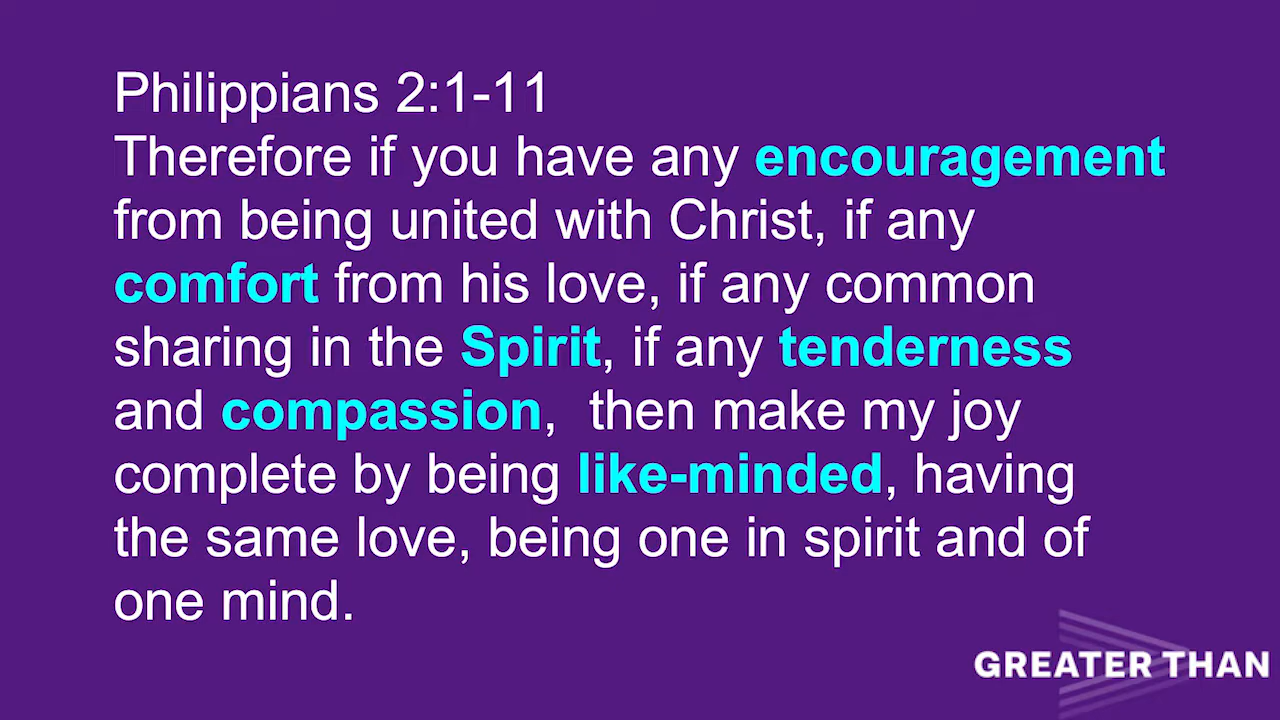 Philippians 2:1-11
Therefore if you have any encouragement
from being united with Christ, if any
comfort from his love, if any common
sharing in the Spirit, if any tenderness
and compassion,  then make my joy
complete by being like-minded, having
the same love, being one in spirit and of
one mind.
GREATER THAN